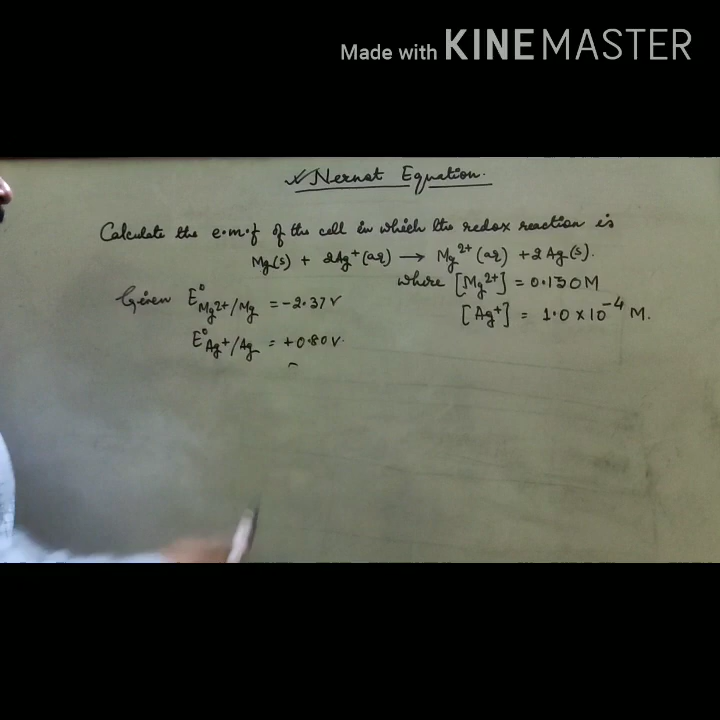 Made with KINEMASTER
Nernst Equation.
Calculate the e.m.f of the cell in which the redox reaction is
Mg(s) + 2Ag⁺(aq) → Mg²⁺(aq) + 2Ag(s).
where [Mg²⁺] = 0.130M
Given E°Mg²⁺/Mg = -2.37V
[Ag⁺] = 1.0 × 10⁻⁴ M.
E°Ag⁺/Ag = +0.80V.